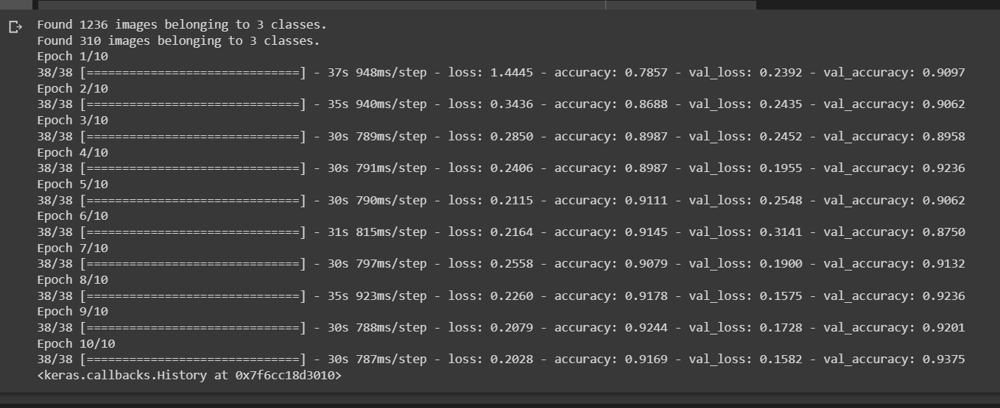 Found 1236 images belonging to 3 classes.
Found 310 images belonging to 3 classes.
Epoch 1/10
38/38 [==============================] - 37s 948ms/step - loss: 1.4445 - accuracy: 0.7857 - val_loss: 0.2392 - val_accuracy: 0.9097
Epoch 2/10
38/38 [==============================] - 35s 940ms/step - loss: 0.3436 - accuracy: 0.8688 - val_loss: 0.2435 - val_accuracy: 0.9062
Epoch 3/10
38/38 [==============================] - 30s 789ms/step - loss: 0.2850 - accuracy: 0.8987 - val_loss: 0.2452 - val_accuracy: 0.8958
Epoch 4/10
38/38 [==============================] - 30s 791ms/step - loss: 0.2406 - accuracy: 0.8987 - val_loss: 0.1955 - val_accuracy: 0.9236
Epoch 5/10
38/38 [==============================] - 30s 790ms/step - loss: 0.2115 - accuracy: 0.9111 - val_loss: 0.2548 - val_accuracy: 0.9062
Epoch 6/10
38/38 [==============================] - 31s 815ms/step - loss: 0.2164 - accuracy: 0.9145 - val_loss: 0.3141 - val_accuracy: 0.8750
Epoch 7/10
38/38 [==============================] - 30s 797ms/step - loss: 0.2558 - accuracy: 0.9079 - val_loss: 0.1900 - val_accuracy: 0.9132
Epoch 8/10
38/38 [==============================] - 35s 923ms/step - loss: 0.2260 - accuracy: 0.9178 - val_loss: 0.1575 - val_accuracy: 0.9236
Epoch 9/10
38/38 [==============================] - 30s 788ms/step - loss: 0.2079 - accuracy: 0.9244 - val_loss: 0.1728 - val_accuracy: 0.9201
Epoch 10/10
38/38 [==============================] - 30s 787ms/step - loss: 0.2028 - accuracy: 0.9169 - val_loss: 0.1582 - val_accuracy: 0.9375
<keras.callbacks.History at 0x7f6cc18d3010>